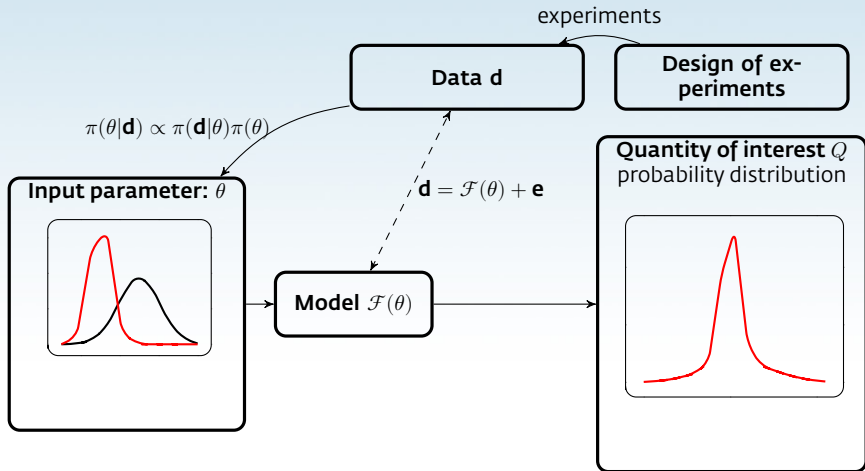 experiments
Data d
Design of ex-
periments
π(θ|d) ∝ π(d|θ)π(θ)
Quantity of interest Q
probability distribution
Input parameter: θ
d = ℱ(θ) + e
Model ℱ(θ)